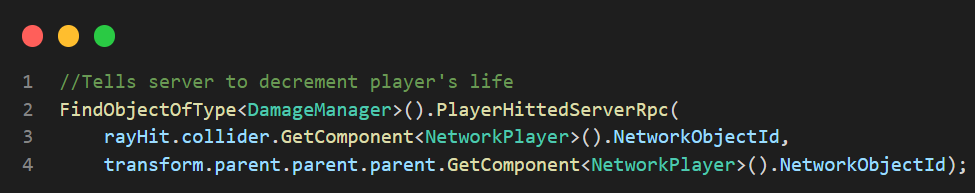 1 //Tells server to decrement player's life
2 FindObjectOfType<DamageManager>().PlayerHittedServerRpc(
3     rayHit.collider.GetComponent<NetworkPlayer>().NetworkObjectId,
4     transform.parent.parent.parent.GetComponent<NetworkPlayer>().NetworkObjectId);